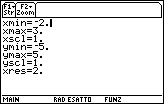 F1 F2
Str Zoom
xmin=-2.
xmax=3.
xscl=1.
ymin=-5.
ymax=5.
yscl=1.
xres=2.
MAIN RAD ESATTO FUNZ